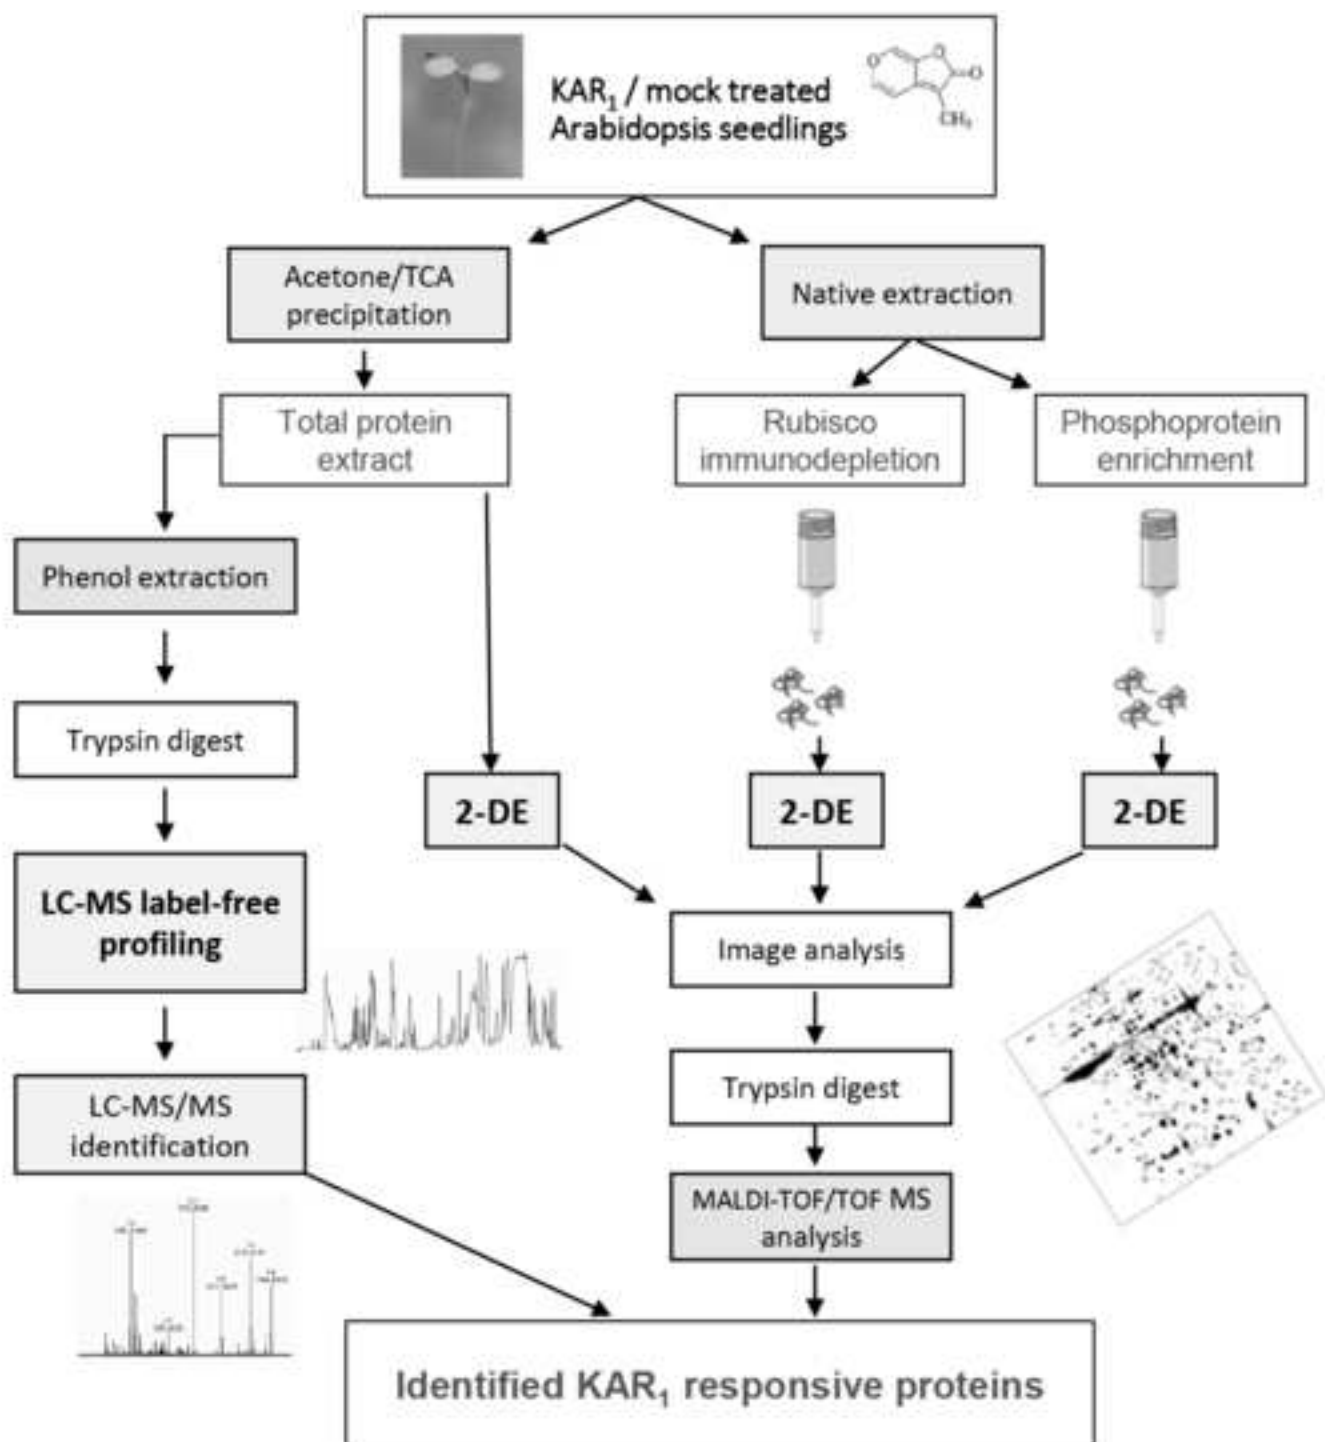 KAR₁ / mock treated
Arabidopsis seedlings
O
O
O
CH₃
Acetone/TCA
precipitation
Native extraction
Total protein
extract
Rubisco
immunodepletion
Phosphoprotein
enrichment
Phenol extraction
Trypsin digest
2-DE
2-DE
2-DE
LC-MS label-free
profiling
Image analysis
Trypsin digest
LC-MS/MS
identification
MALDI-TOF/TOF MS
analysis
Identified KAR₁ responsive proteins